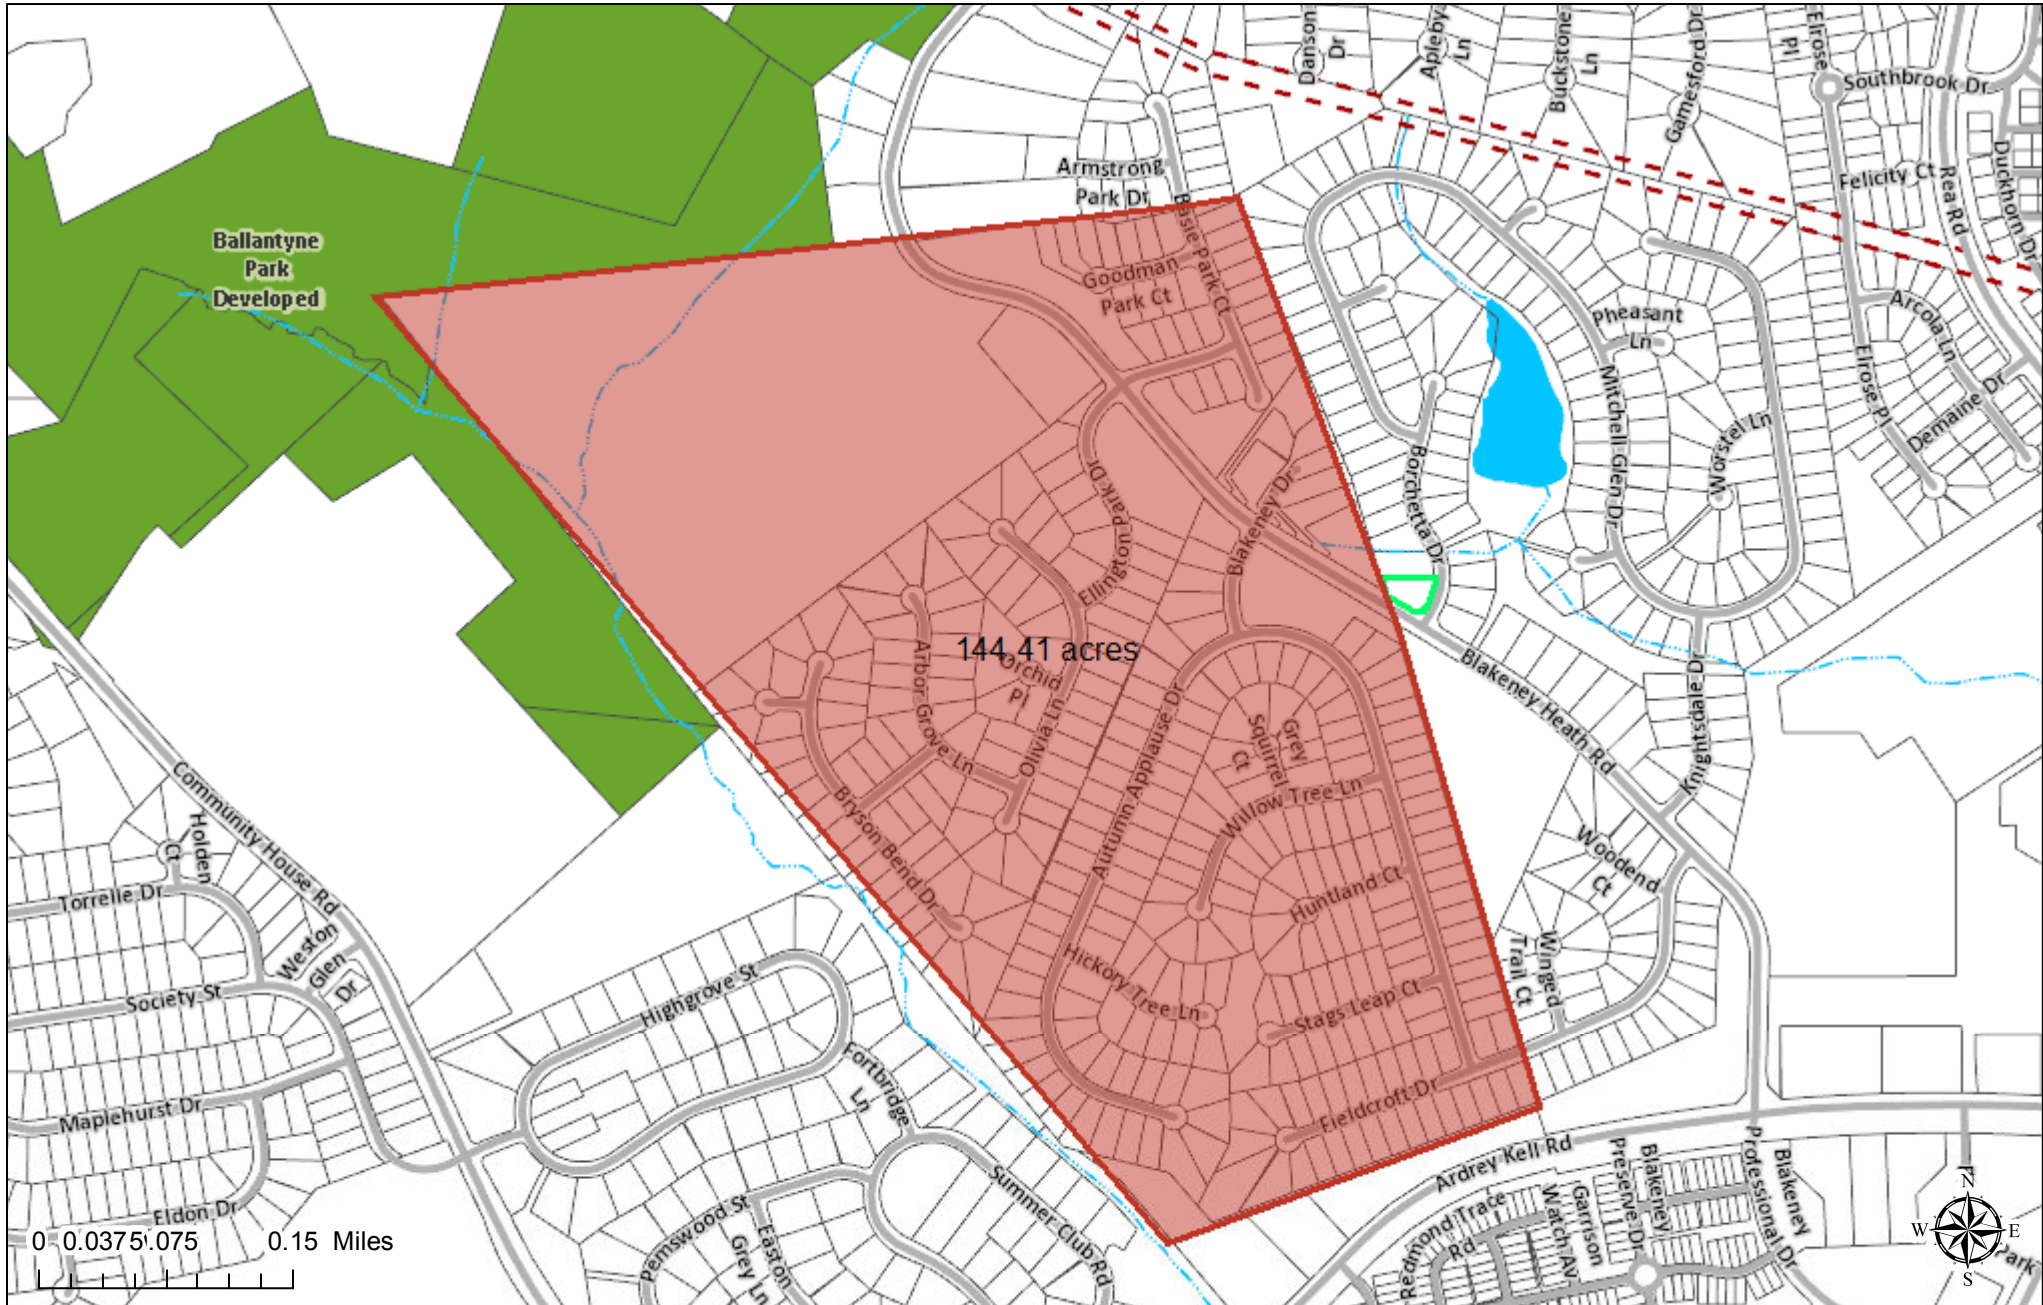 Danson
Dr
Appleby
Ln
Buckstone
Ln
Gainesford Ct
Elrose
Pl
Southbrook Dr
Duckhorn Dr
Felicity Ct
Rea Rd
Armstrong
Park Dr
Basie Park Ct
Goodman
Park Ct
Ballantyne
Park
Developed
Pheasant
Ln
Arcola Ln
Elrose Pl
Demaine Dr
Mitchell Glen Dr
Worstel Ln
Borchetta Dr
Ellington Park Dr
Blakeney Dr
144.41 acres
Orchid
Pl
Arbor Grove Ln
Olivia Ln
Autumn Applause Dr
Grey
Squirrel
Ct
Willow Tree Ln
Blakeney Heath Rd
Knightsdale Dr
Bryson Bend Dr
Community House Rd
Holden
Ct
Torrelle Dr
Weston
Glen
Dr
Society St
Highgrove St
Hickory Tree Ln
Huntland Ct
Stags Leap Ct
Woodend
Ct
Winged
Trail Ct
Maplehurst Dr
Fortbridge
Ln
Fieldcroft Dr
Ardrey Kell Rd
Eldon Dr
Pemswood St
Easton
Grey Ln
Summer Club Rd
Redmond Trace
Rd
Garrison
Watch Av
Blakeney
Preserve Dr
Blakeney
Professional Dr
Park
0 0.0375 0.075 0.15 Miles
N
W E
S